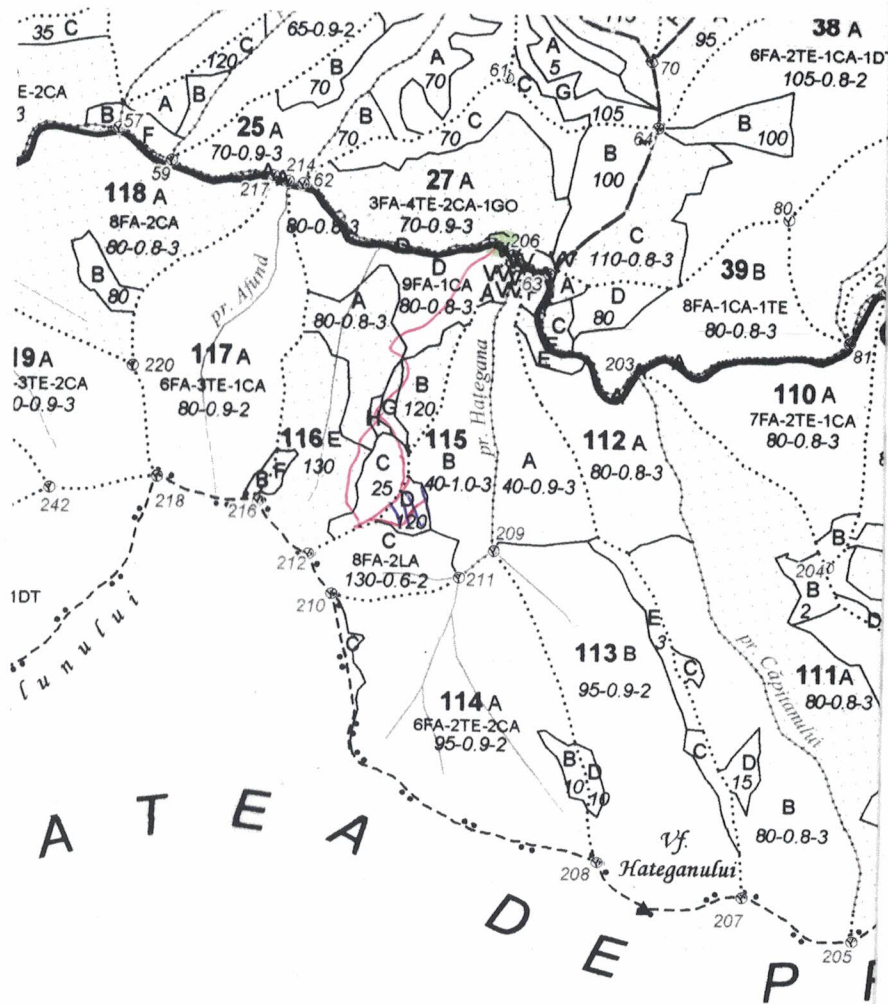 35 C
C
120
65-0.9-2
B
70
A
70
A
5
61
C
G
105
70
95
38 A
6FA-2TE-1CA-1D
105-0.8-2
E-2CA
3
B
57
A
B
F
59
25 A
70-0.9-3
B
70
C
70
64
B
100
B
100
217
A
214
62
27 A
3FA-4TE-2CA-1GO
70-0.9-3
118 A
8FA-2CA
80-0.8-3
80-0.8-3
206
80
B
80
pr. Afund
D
9FA-1CA
80-0.8-3
A
63
A
C
110-0.8-3
39 B
8FA-1CA-1TE
80-0.8-3
D
80
A
80-0.8-3
C
E
203
A
81
19 A
-3TE-2CA
0-0.9-3
220
117 A
6FA-3TE-1CA
80-0.9-2
pr. Hategana
B
120
G
H
110 A
7FA-2TE-1CA
80-0.8-3
116 E
130
115
B
40-1.0-3
A
40-0.9-3
112 A
80-0.8-3
C
25
D
120
B
F
242
218
216
212
C
8FA-2LA
130-0.6-2
209
211
B
204
B
2
D
1DT
210
lunului
C
E
3
C
113 B
95-0.9-2
pr. Căpitanului
111 A
80-0.8-3
114 A
6FA-2TE-2CA
95-0.9-2
B
10
D
10
C
D
15
B
80-0.8-3
A T E A
Vf.
Hateganului
208
207
205
D E P